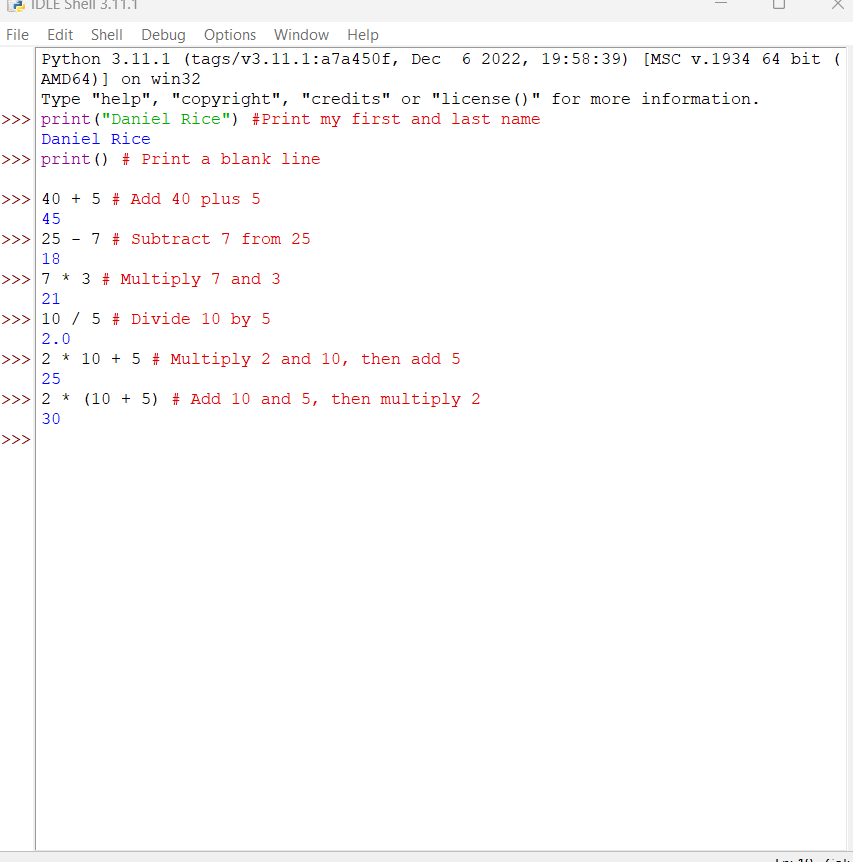 IDLE Shell 3.11.1
File Edit Shell Debug Options Window Help
Python 3.11.1 (tags/v3.11.1:a7a450f, Dec  6 2022, 19:58:39) [MSC v.1934 64 bit (
AMD64)] on win32
Type "help", "copyright", "credits" or "license()" for more information.
>>> print("Daniel Rice") #Print my first and last name
Daniel Rice
>>> print() # Print a blank line
>>> 40 + 5 # Add 40 plus 5
45
>>> 25 - 7 # Subtract 7 from 25
18
>>> 7 * 3 # Multiply 7 and 3
21
>>> 10 / 5 # Divide 10 by 5
2.0
>>> 2 * 10 + 5 # Multiply 2 and 10, then add 5
25
>>> 2 * (10 + 5) # Add 10 and 5, then multiply 2
30
>>>